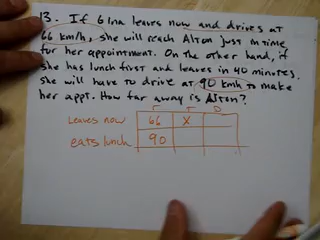 13. If Gina leaves now and drives at
66 km/h, she will reach Alton just in time
for her appointment. On the other hand, if
she has lunch first and leaves in 40 minutes,
she will have to drive at 90 kmh to make
her appt. How far away is Alton?
r T D
leaves now 66 x
eats lunch 90